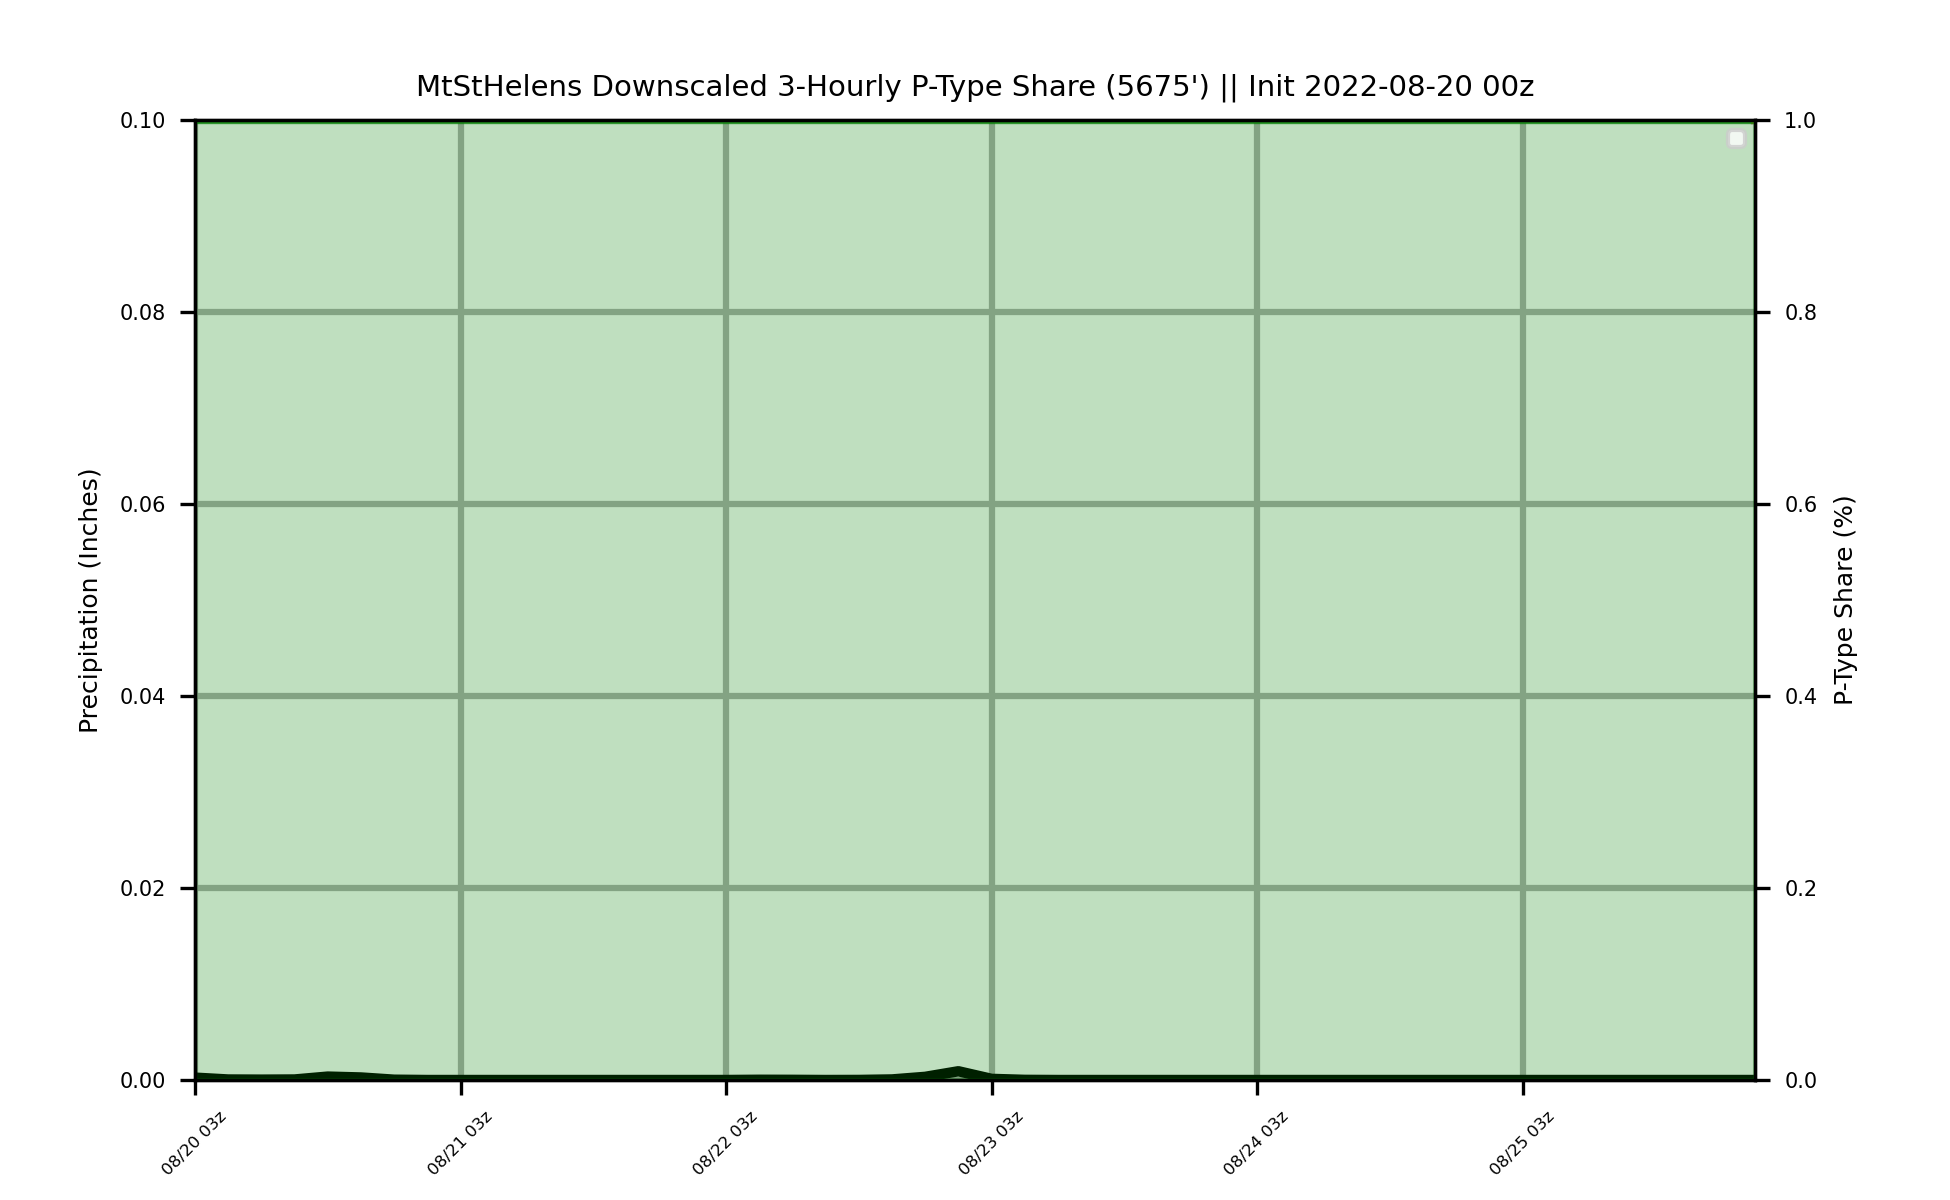 MtStHelens Downscaled 3-Hourly P-Type Share (5675') || Init 2022-08-20 00z
Precipitation (Inches)
0.10
0.08
0.06
0.04
0.02
0.00
1.0
0.8
0.6
0.4
0.2
0.0
P-Type Share (%)
08/20 03z
08/21 03z
08/22 03z
08/23 03z
08/24 03z
08/25 03z